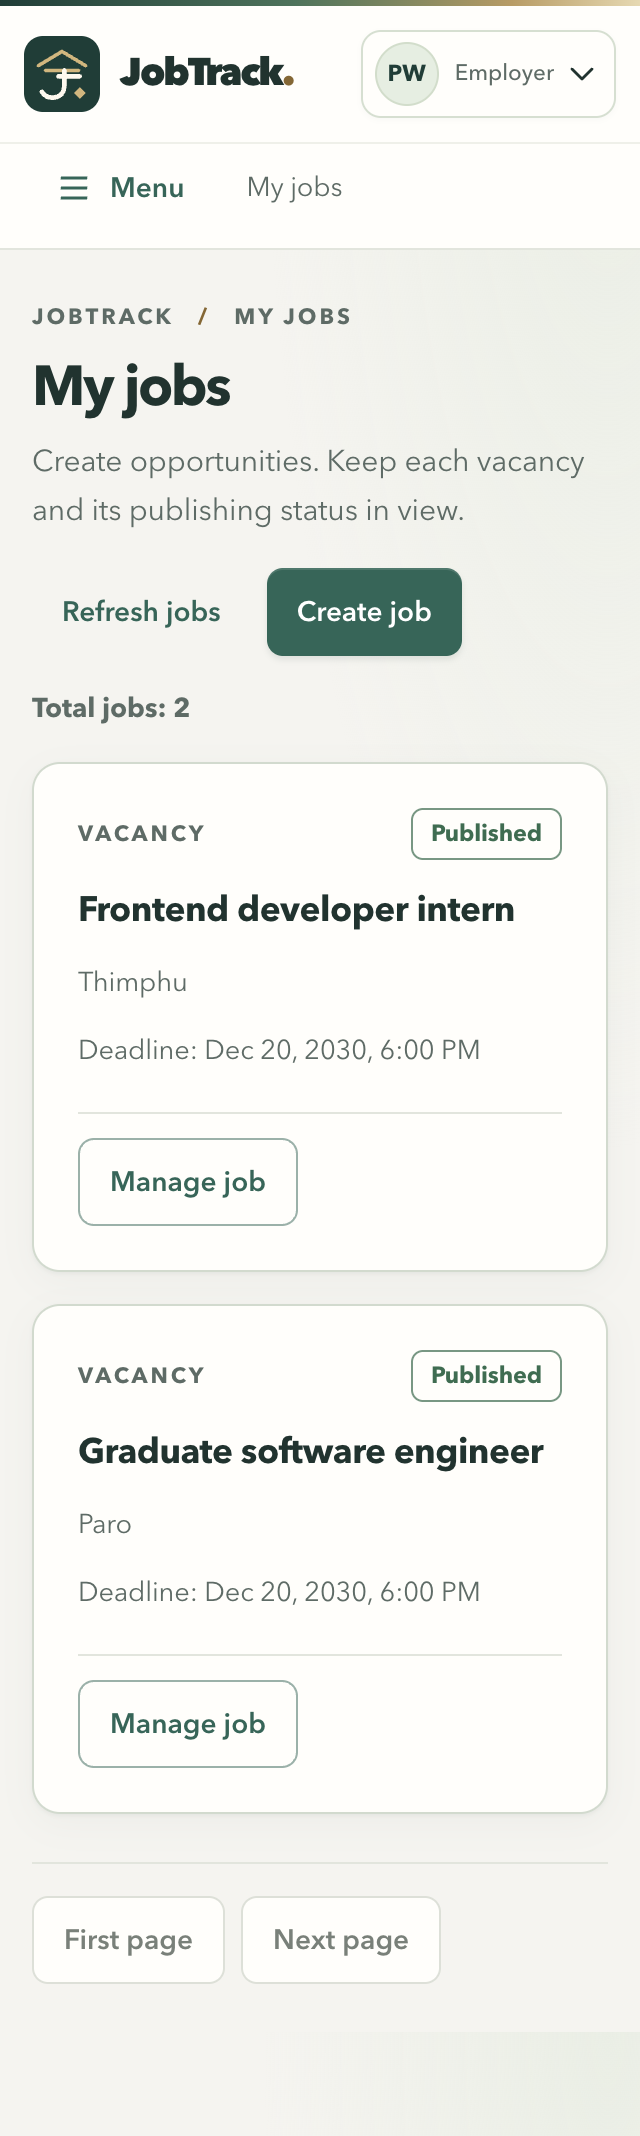 JobTrack.
PW Employer
Menu My jobs
JOBTRACK / MY JOBS
My jobs
Create opportunities. Keep each vacancy
and its publishing status in view.
Refresh jobs Create job
Total jobs: 2
VACANCY Published
Frontend developer intern
Thimphu
Deadline: Dec 20, 2030, 6:00 PM
Manage job
VACANCY Published
Graduate software engineer
Paro
Deadline: Dec 20, 2030, 6:00 PM
Manage job
First page Next page